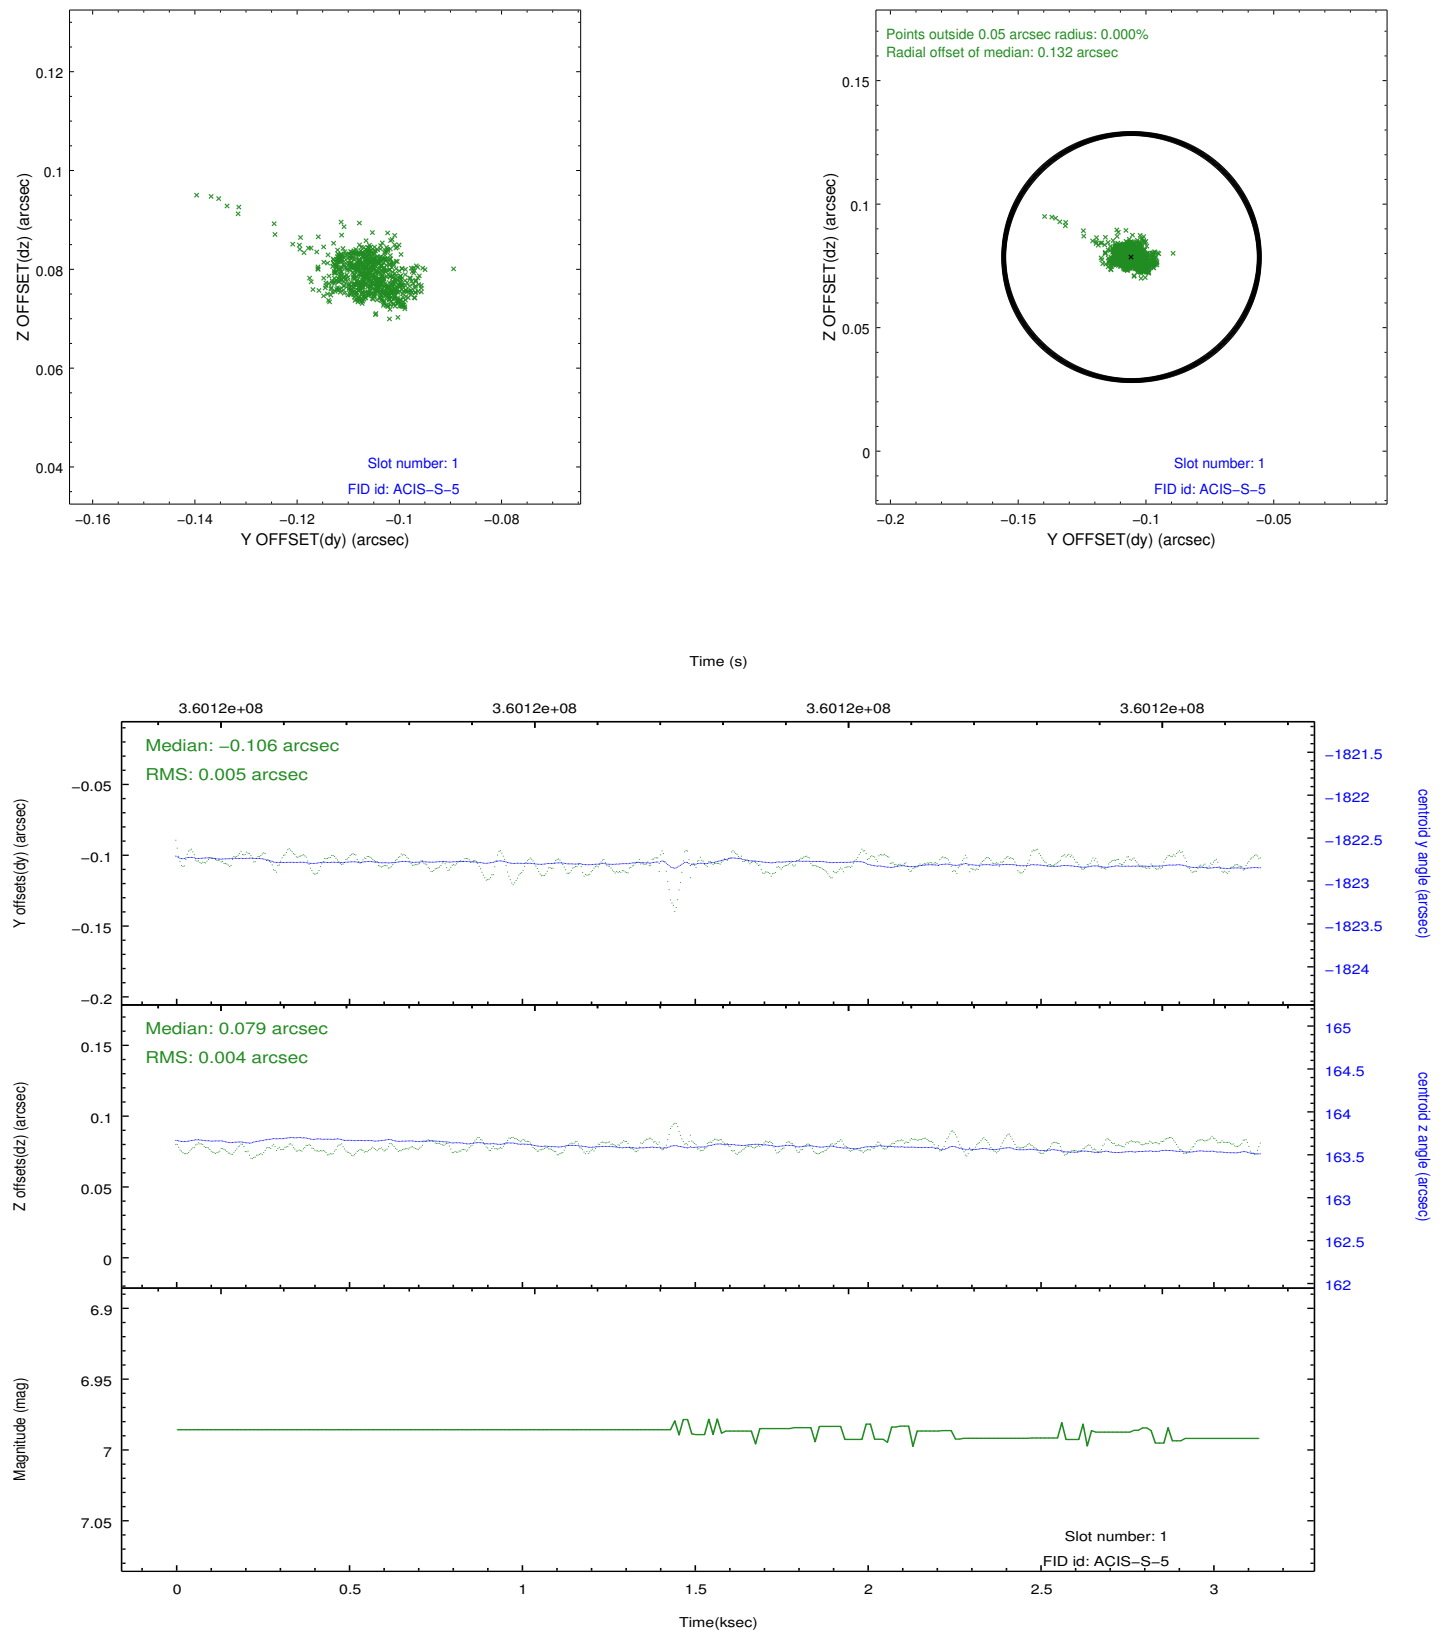 0.12
0.1
0.08
0.06
0.04
Z OFFSET(dz) (arcsec)
Slot number: 1
FID id: ACIS−S−5
−0.16 −0.14 −0.12 −0.1 −0.08
Y OFFSET(dy) (arcsec)
Points outside 0.05 arcsec radius: 0.000%
Radial offset of median: 0.132 arcsec
0.15
0.1
0.05
0
Z OFFSET(dz) (arcsec)
Slot number: 1
FID id: ACIS−S−5
−0.2 −0.15 −0.1 −0.05
Y OFFSET(dy) (arcsec)
Time (s)
3.6012e+08 3.6012e+08 3.6012e+08 3.6012e+08
Median: −0.106 arcsec
RMS: 0.005 arcsec
−0.05
−0.1
−0.15
−0.2
Y offsets(dy) (arcsec)
−1821.5
−1822
−1822.5
−1823
−1823.5
−1824
centroid y angle (arcsec)
Median: 0.079 arcsec
RMS: 0.004 arcsec
0.15
0.1
0.05
0
Z offsets(dz) (arcsec)
165
164.5
164
163.5
163
162.5
162
centroid z angle (arcsec)
6.9
6.95
7
7.05
Magnitude (mag)
Slot number: 1
FID id: ACIS−S−5
0 0.5 1 1.5 2 2.5 3
Time(ksec)